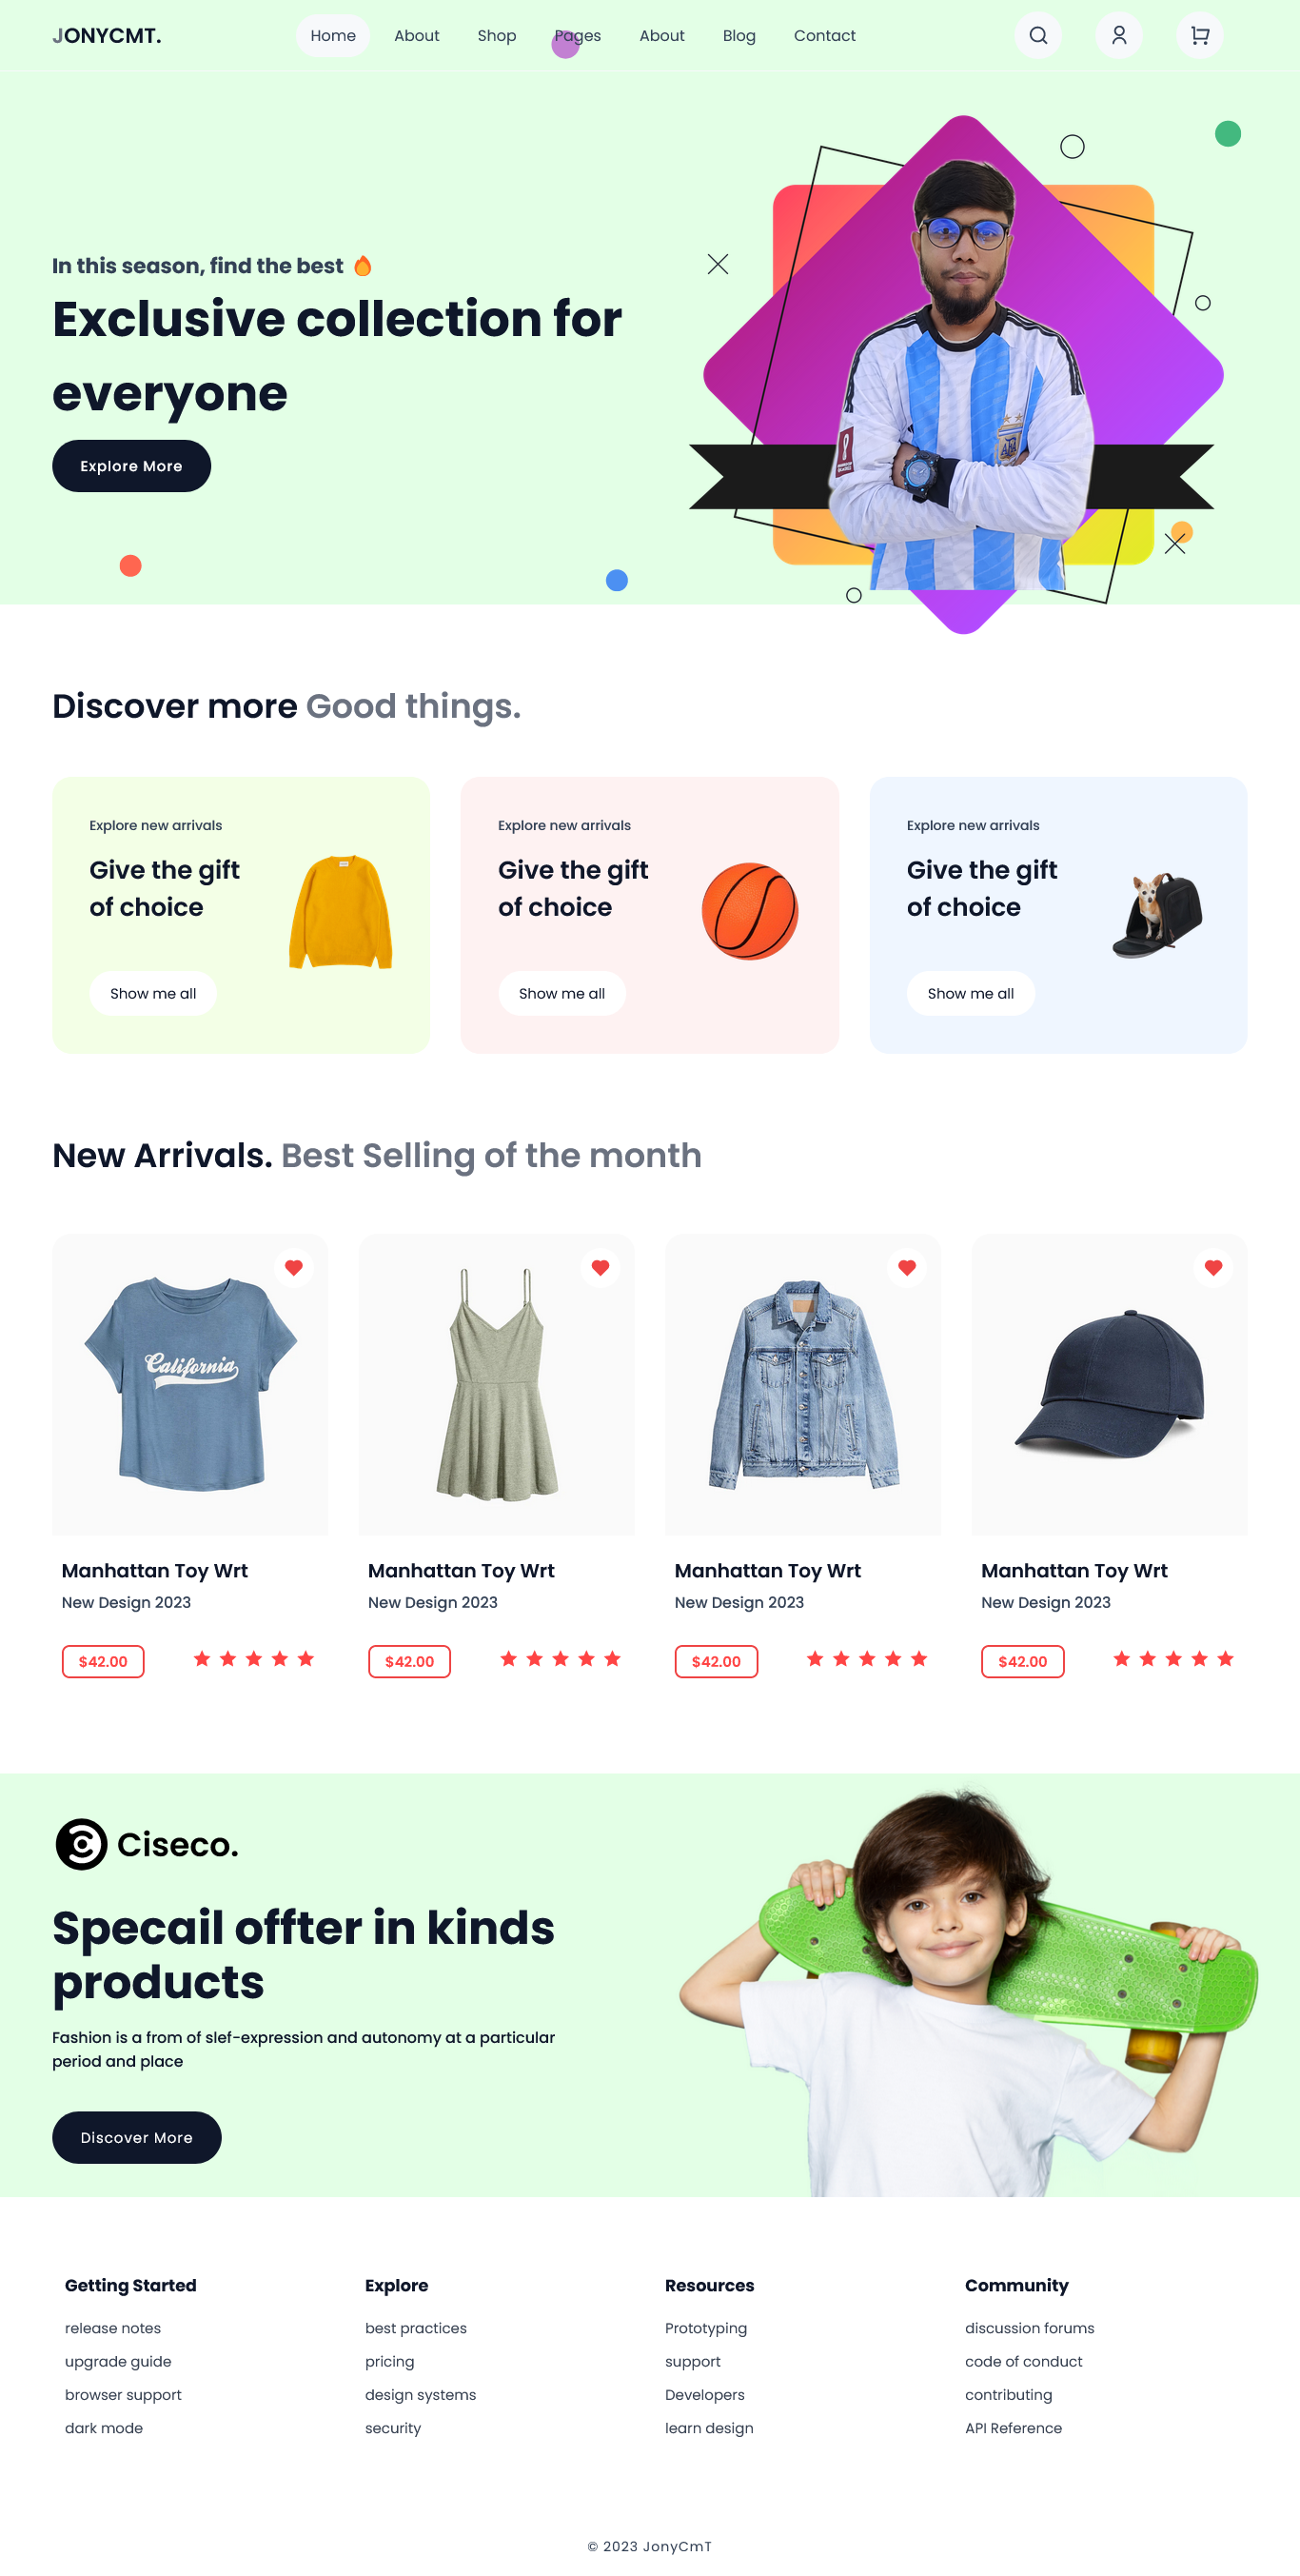 JONYCMT.
Home About Shop Pages About Blog Contact
In this season, find the best
Exclusive collection for
everyone
Explore More
Discover more Good things.
Explore new arrivals
Give the gift
of choice
Show me all
Explore new arrivals
Give the gift
of choice
Show me all
Explore new arrivals
Give the gift
of choice
Show me all
New Arrivals. Best Selling of the month
California
Manhattan Toy Wrt
New Design 2023
$42.00
Manhattan Toy Wrt
New Design 2023
$42.00
Manhattan Toy Wrt
New Design 2023
$42.00
Manhattan Toy Wrt
New Design 2023
$42.00
Ciseco.
Specail offter in kinds
products
Fashion is a from of slef-expression and autonomy at a particular
period and place
Discover More
Getting Started
release notes
upgrade guide
browser support
dark mode
Explore
best practices
pricing
design systems
security
Resources
Prototyping
support
Developers
learn design
Community
discussion forums
code of conduct
contributing
API Reference
© 2023 JonyCmT